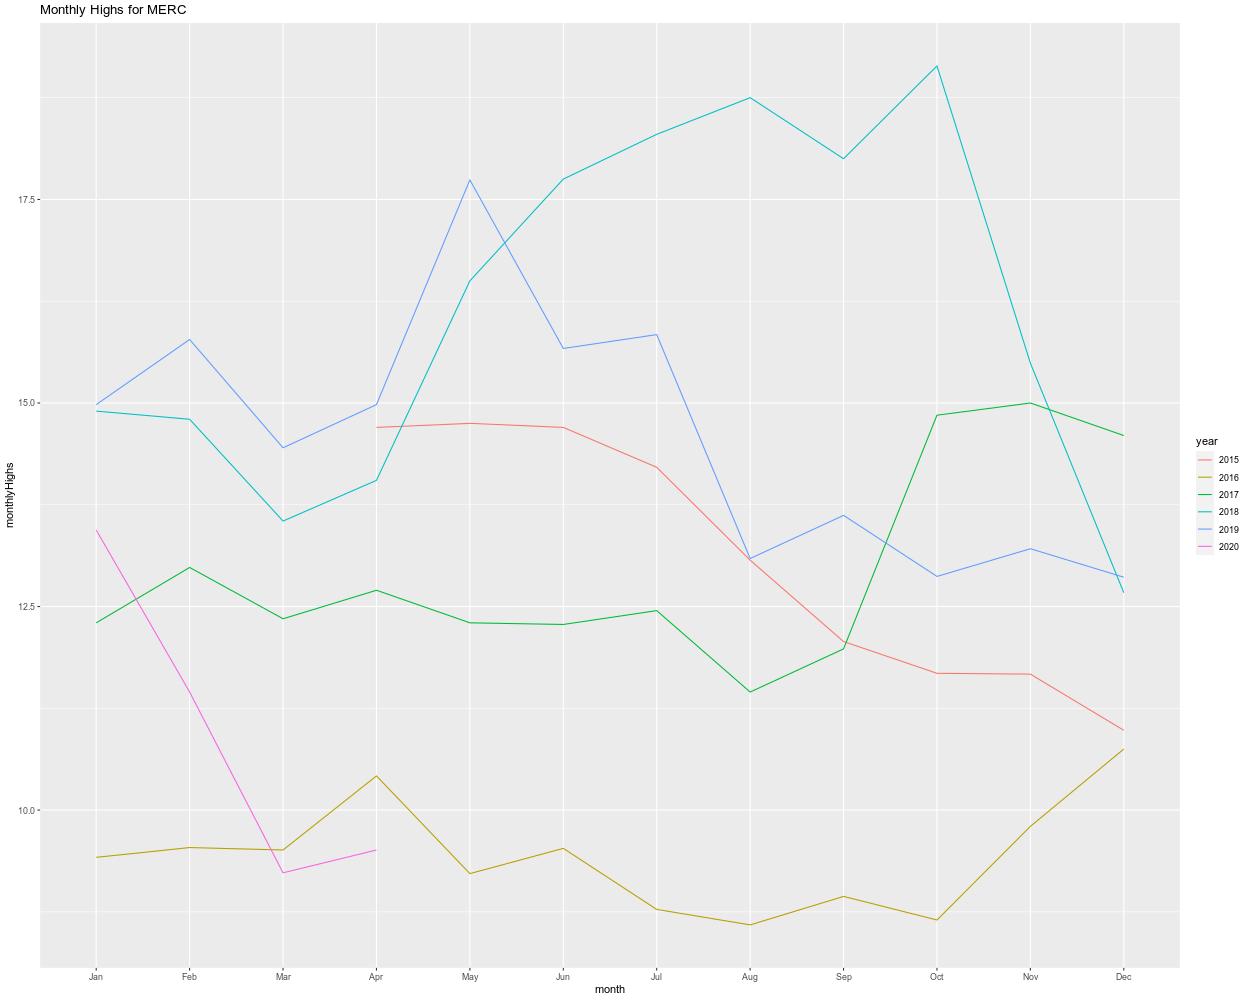 Monthly Highs for MERC
monthlyHighs
17.5
15.0
12.5
10.0
Jan Feb Mar Apr May Jun Jul Aug Sep Oct Nov Dec
month
year
2015
2016
2017
2018
2019
2020